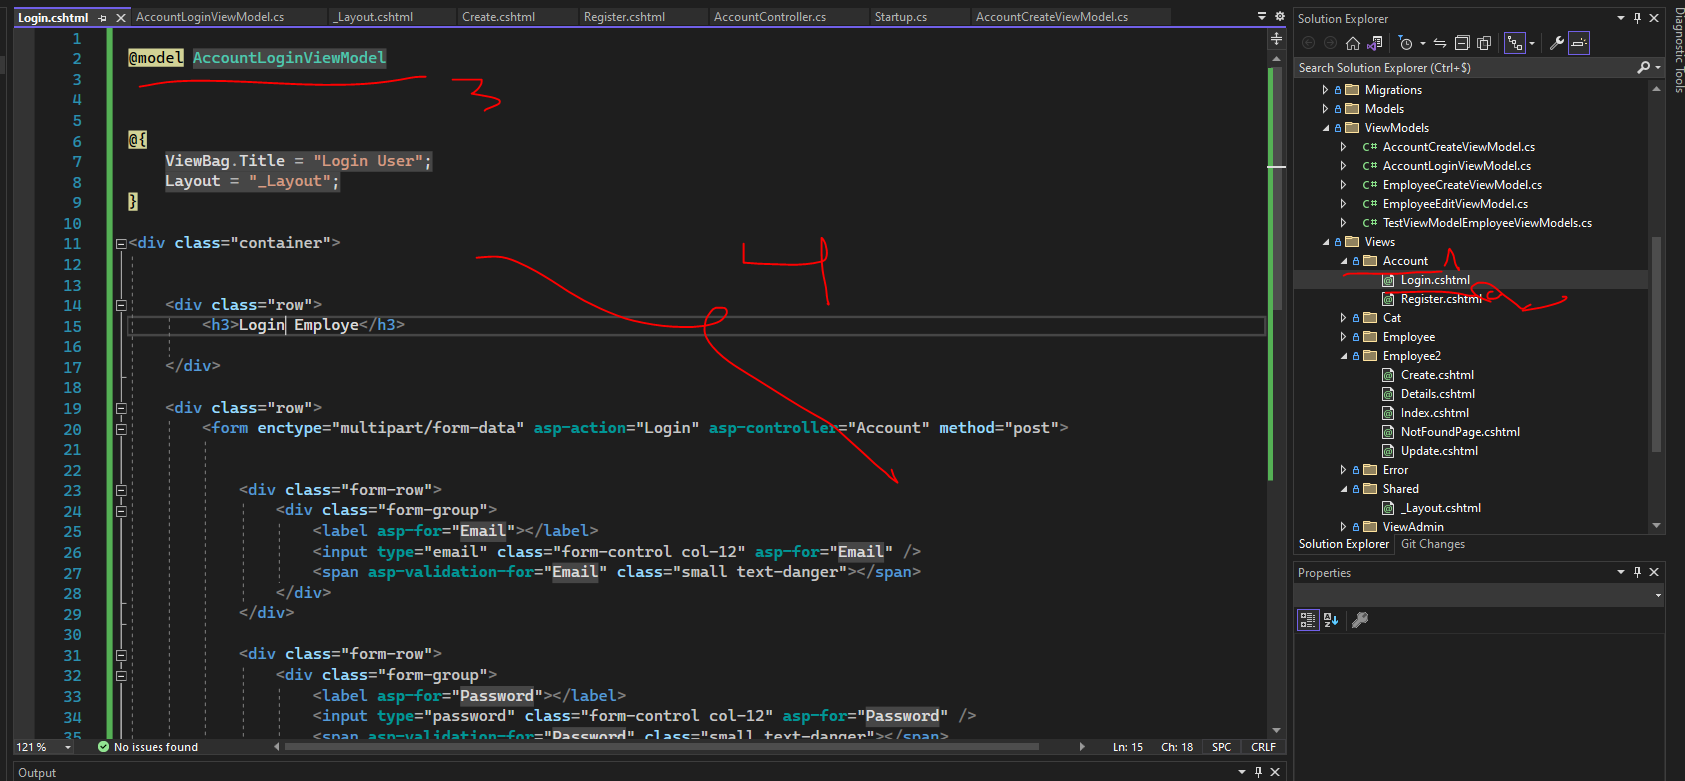 Login.cshtml AccountLoginViewModel.cs _Layout.cshtml Create.cshtml Register.cshtml AccountController.cs Startup.cs AccountCreateViewModel.cs
1
2 @model AccountLoginViewModel
3
3
4
5
6 @{
7 ViewBag.Title = "Login User";
8 Layout = "_Layout";
9 }
10
11 <div class="container">
4
12
13
14 <div class="row">
15 <h3>Login Employe</h3>
16
17 </div>
18
19 <div class="row">
20 <form enctype="multipart/form-data" asp-action="Login" asp-controller="Account" method="post">
21
22
23 <div class="form-row">
24 <div class="form-group">
25 <label asp-for="Email"></label>
26 <input type="email" class="form-control col-12" asp-for="Email" />
27 <span asp-validation-for="Email" class="small text-danger"></span>
28 </div>
29 </div>
30
31 <div class="form-row">
32 <div class="form-group">
33 <label asp-for="Password"></label>
34 <input type="password" class="form-control col-12" asp-for="Password" />
35 <span asp-validation-for="Password" class="small text-danger"></span>
121 % No issues found Ln: 15 Ch: 18 SPC CRLF
Output
Solution Explorer
Search Solution Explorer (Ctrl+$)
Migrations
Models
ViewModels
C# AccountCreateViewModel.cs
C# AccountLoginViewModel.cs
C# EmployeeCreateViewModel.cs
C# EmployeeEditViewModel.cs
C# TestViewModelEmployeeViewModels.cs
Views
Account
Login.cshtml
Register.cshtml
Cat
Employee
Employee2
Create.cshtml
Details.cshtml
Index.cshtml
NotFoundPage.cshtml
Update.cshtml
Error
Shared
_Layout.cshtml
ViewAdmin
Solution Explorer Git Changes
Properties
Diagnostic Tools